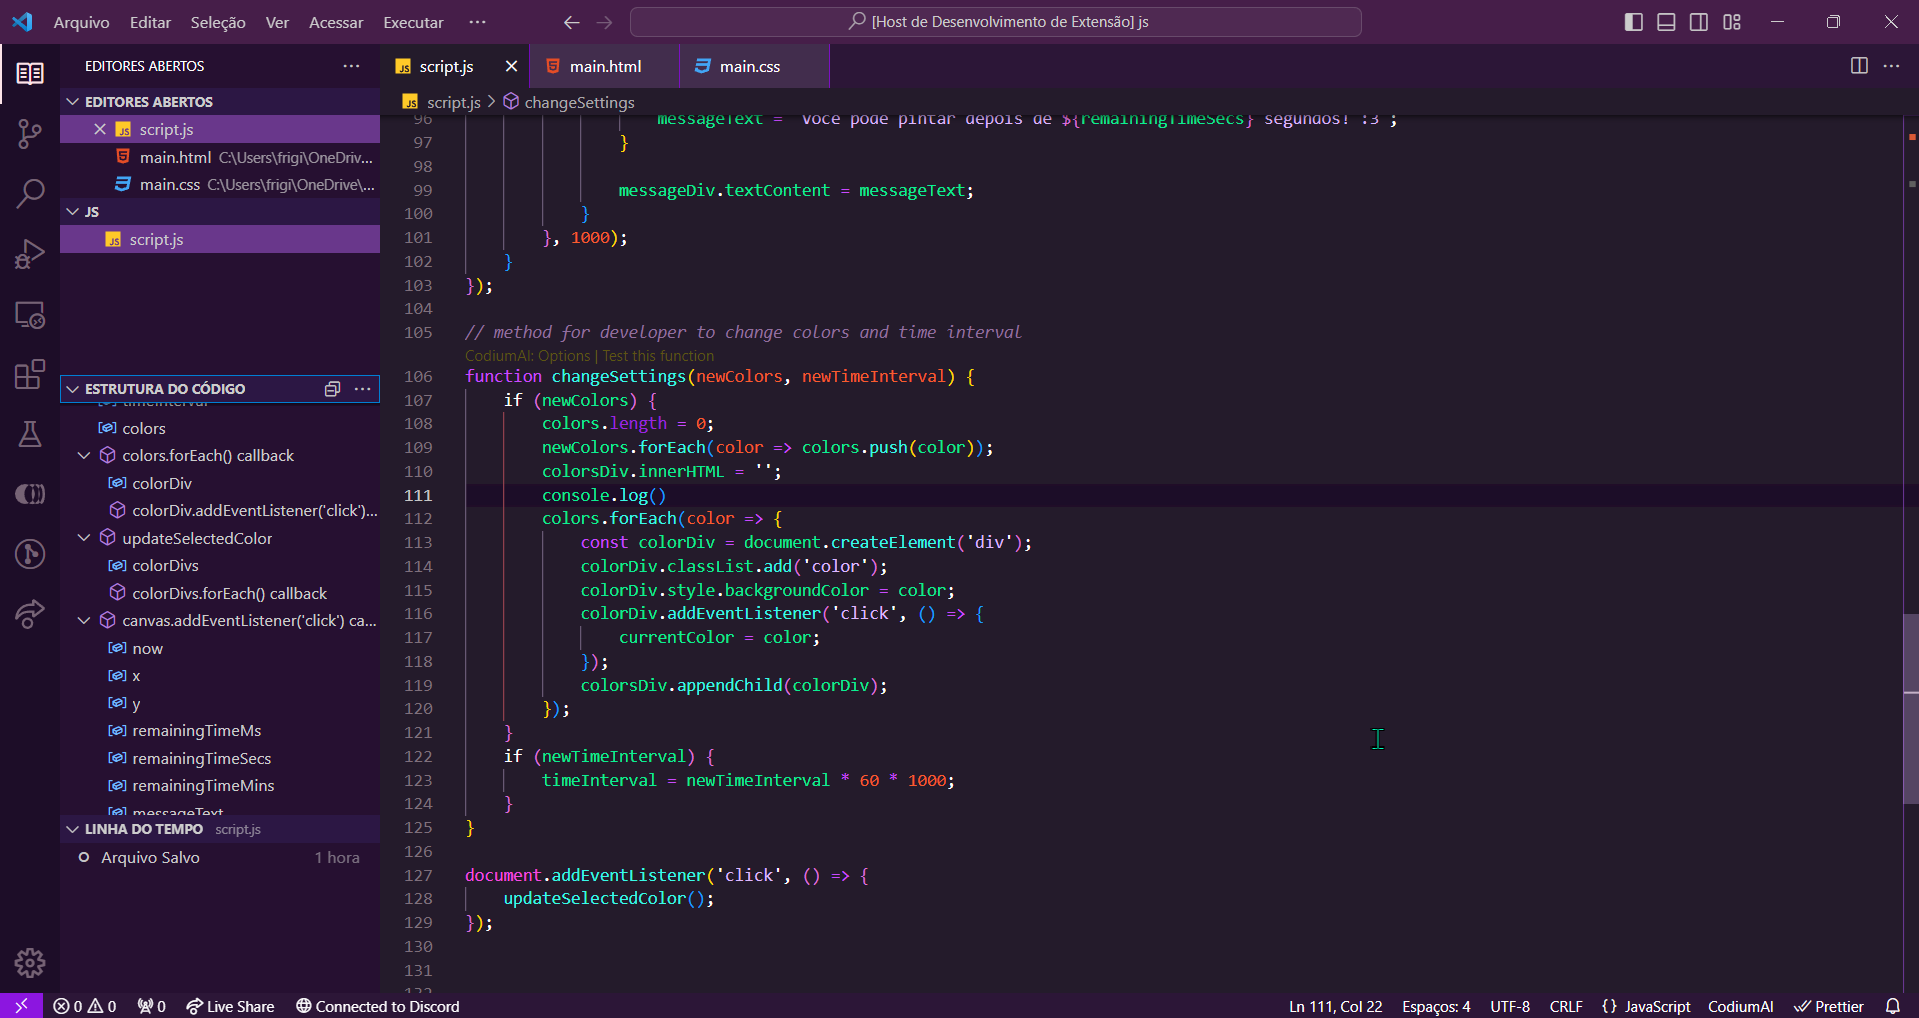 Arquivo Editar Seleção Ver Acessar Executar ··· [Host de Desenvolvimento de Extensão] js
EDITORES ABERTOS ···
EDITORES ABERTOS
script.js
main.html C:\Users\frigi\OneDriv...
main.css C:\Users\frigi\OneDrive\...
JS
script.js
ESTRUTURA DO CÓDIGO ···
timeInterval
colors
colors.forEach() callback
colorDiv
colorDiv.addEventListener('click')...
updateSelectedColor
colorDivs
colorDivs.forEach() callback
canvas.addEventListener('click') ca...
now
x
y
remainingTimeMs
remainingTimeSecs
remainingTimeMins
messageText
LINHA DO TEMPO script.js
Arquivo Salvo 1 hora
script.js main.html main.css ···
script.js > changeSettings
96 messageText = `Você pode pintar depois de ${remainingTimeSecs} segundos! :3`;
97 }
98
99 messageDiv.textContent = messageText;
100 }
101 }, 1000);
102 }
103 });
104
105 // method for developer to change colors and time interval
CodiumAI: Options | Test this function
106 function changeSettings(newColors, newTimeInterval) {
107 if (newColors) {
108 colors.length = 0;
109 newColors.forEach(color => colors.push(color));
110 colorsDiv.innerHTML = '';
111 console.log()
112 colors.forEach(color => {
113 const colorDiv = document.createElement('div');
114 colorDiv.classList.add('color');
115 colorDiv.style.backgroundColor = color;
116 colorDiv.addEventListener('click', () => {
117 currentColor = color;
118 });
119 colorsDiv.appendChild(colorDiv);
120 });
121 }
122 if (newTimeInterval) {
123 timeInterval = newTimeInterval * 60 * 1000;
124 }
125 }
126
127 document.addEventListener('click', () => {
128 updateSelectedColor();
129 });
130
131
132
0 0 0 Live Share Connected to Discord Ln 111, Col 22 Espaços: 4 UTF-8 CRLF {} JavaScript CodiumAI Prettier